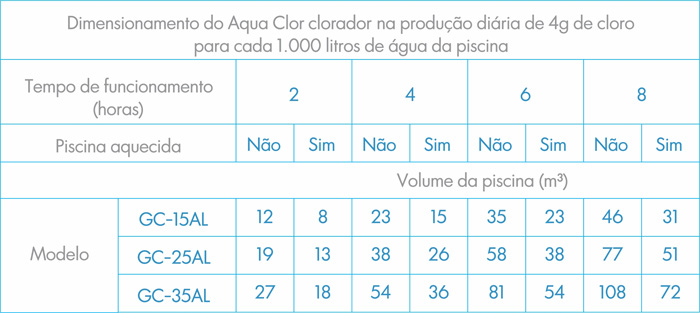 Dimensionamento do Aqua Clor clorador na produção diária de 4g de cloro
para cada 1.000 litros de água da piscina
Tempo de funcionamento
(horas)
2 4 6 8
Piscina aquecida Não Sim Não Sim Não Sim Não Sim
Volume da piscina (m³)
Modelo
GC-15AL 12 8 23 15 35 23 46 31
GC-25AL 19 13 38 26 58 38 77 51
GC-35AL 27 18 54 36 81 54 108 72